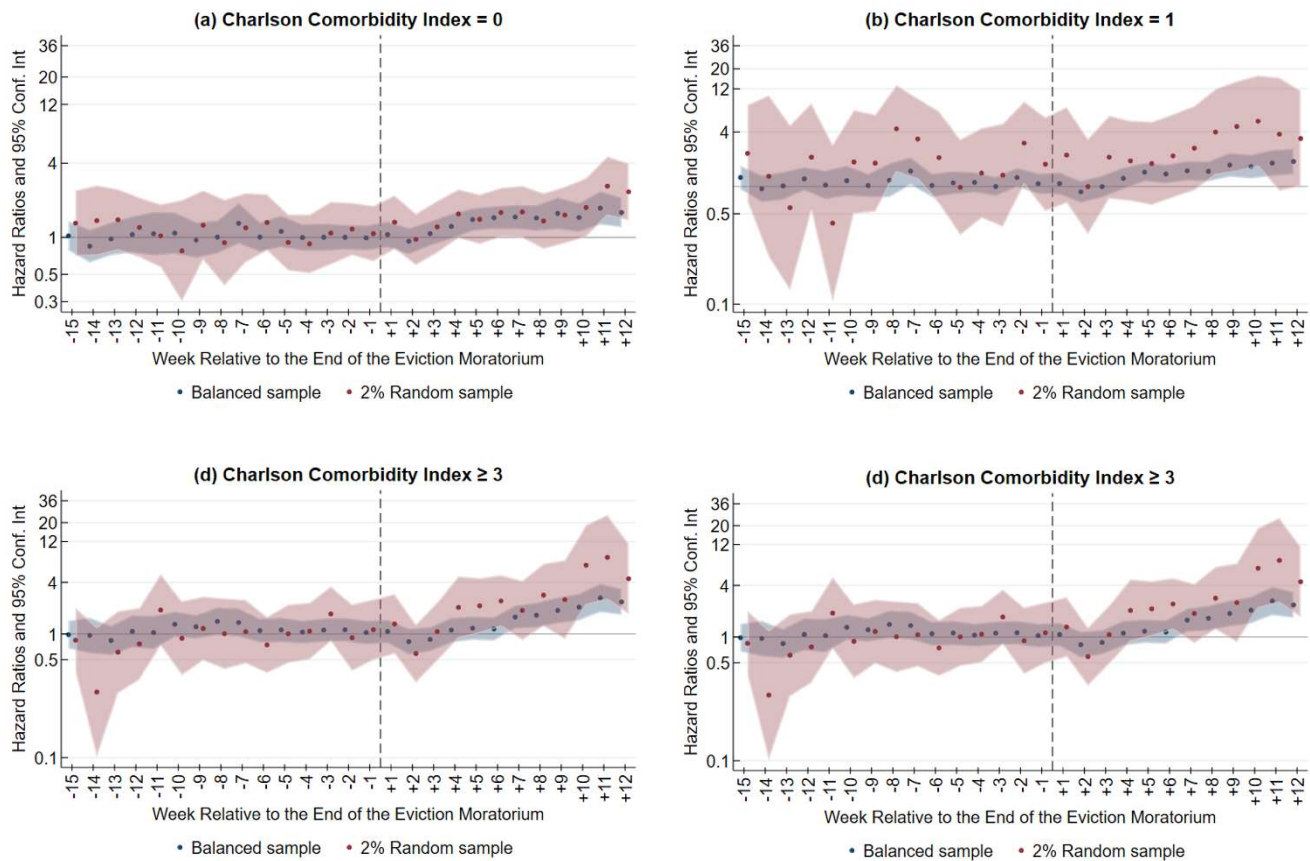 (a) Charlson Comorbidity Index = 0
Hazard Ratios and 95% Conf. Int
36
20
12
4
1
0.5
0.3
-15 -14 -13 -12 -11 -10 -9 -8 -7 -6 -5 -4 -3 -2 -1 +1 +2 +3 +4 +5 +6 +7 +8 +9 +10 +11 +12
Week Relative to the End of the Eviction Moratorium
Balanced sample 2% Random sample
(b) Charlson Comorbidity Index = 1
Hazard Ratios and 95% Conf. Int
36
20
12
4
0.5
0.1
-15 -14 -13 -12 -11 -10 -9 -8 -7 -6 -5 -4 -3 -2 -1 +1 +2 +3 +4 +5 +6 +7 +8 +9 +10 +11 +12
Week Relative to the End of the Eviction Moratorium
Balanced sample 2% Random sample
(d) Charlson Comorbidity Index ≥ 3
Hazard Ratios and 95% Conf. Int
36
20
12
4
1
0.5
0.1
-15 -14 -13 -12 -11 -10 -9 -8 -7 -6 -5 -4 -3 -2 -1 +1 +2 +3 +4 +5 +6 +7 +8 +9 +10 +11 +12
Week Relative to the End of the Eviction Moratorium
Balanced sample 2% Random sample
(d) Charlson Comorbidity Index ≥ 3
Hazard Ratios and 95% Conf. Int
36
20
12
4
1
0.5
0.1
-15 -14 -13 -12 -11 -10 -9 -8 -7 -6 -5 -4 -3 -2 -1 +1 +2 +3 +4 +5 +6 +7 +8 +9 +10 +11 +12
Week Relative to the End of the Eviction Moratorium
Balanced sample 2% Random sample